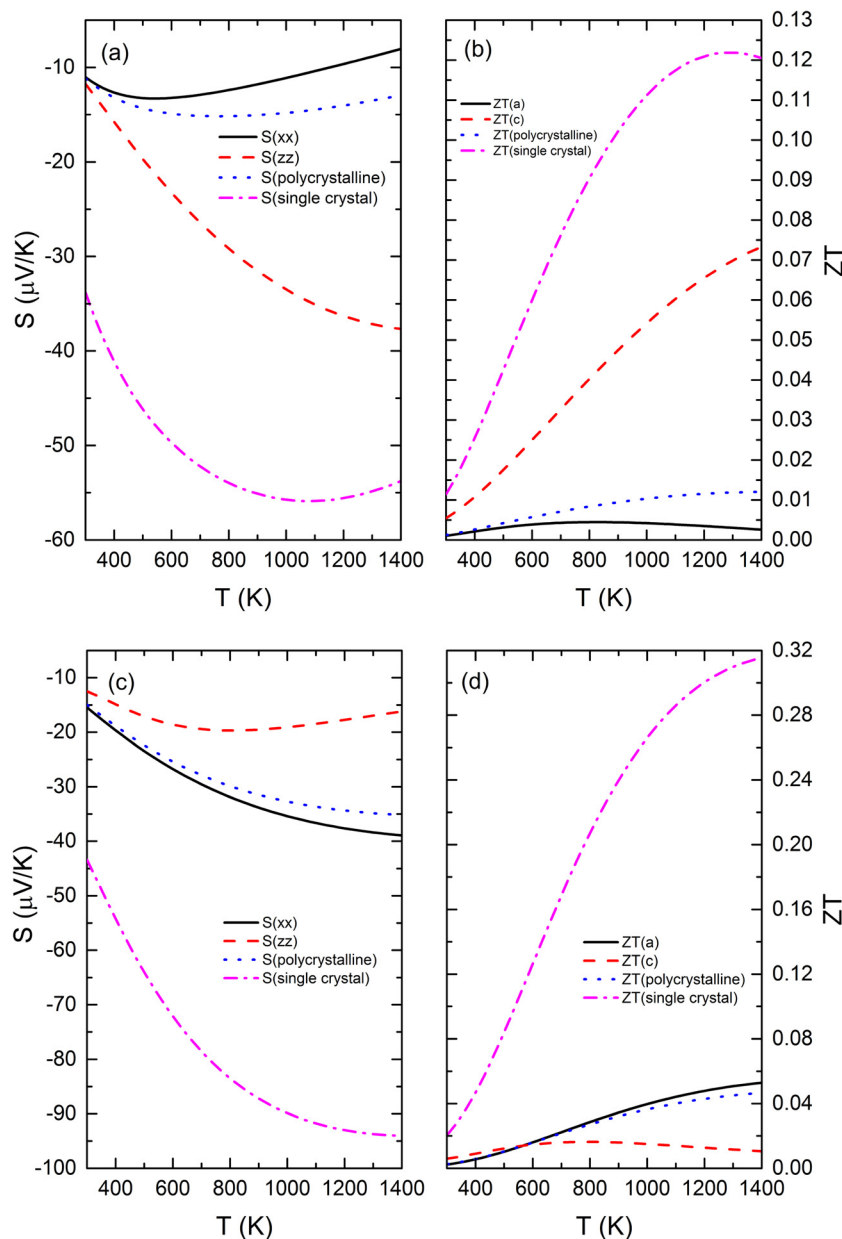 (a)
-10
-20
-30
-40
-50
-60
S (μV/K)
S(xx)
S(zz)
S(polycrystalline)
S(single crystal)
400 600 800 1000 1200 1400
T (K)
(b)
ZT(a)
ZT(c)
ZT(polycrystalline)
ZT(single crystal)
0.13
0.12
0.11
0.10
0.09
0.08
0.07
0.06
0.05
0.04
0.03
0.02
0.01
0.00
ZT
400 600 800 1000 1200 1400
T (K)
(c)
-10
-20
-30
-40
-50
-60
-70
-80
-90
-100
S (μV/K)
S(xx)
S(zz)
S(polycrystalline)
S(single crystal)
400 600 800 1000 1200 1400
T (K)
(d)
0.32
0.28
0.24
0.20
0.16
0.12
0.08
0.04
0.00
ZT
ZT(a)
ZT(c)
ZT(polycrystalline)
ZT(single crystal)
400 600 800 1000 1200 1400
T (K)